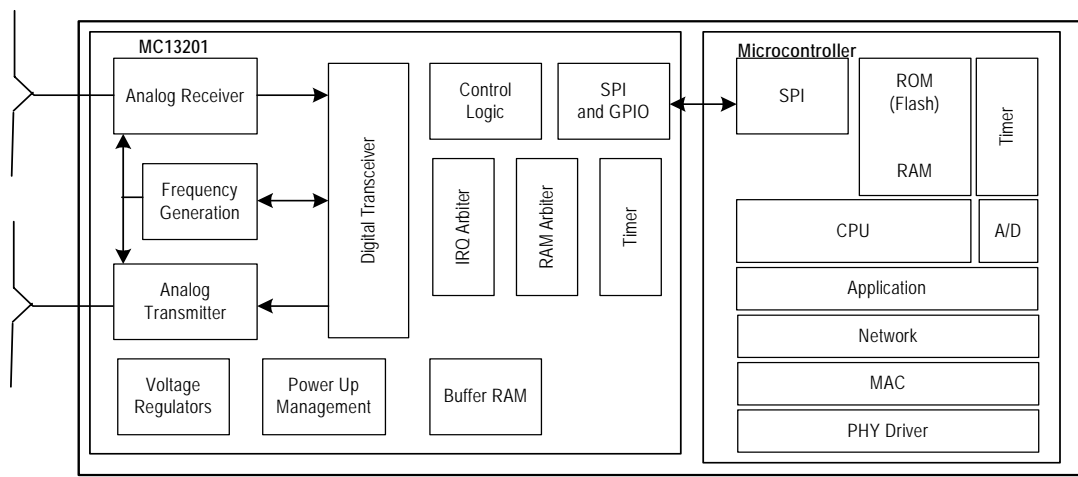 MC13201
Analog Receiver
Frequency
Generation
Analog
Transmitter
Voltage
Regulators
Power Up
Management
Digital Transceiver
Control
Logic
SPI
and GPIO
IRQ Arbiter
RAM Arbiter
Timer
Buffer RAM
Microcontroller
SPI
ROM
(Flash)
RAM
Timer
CPU
A/D
Application
Network
MAC
PHY Driver